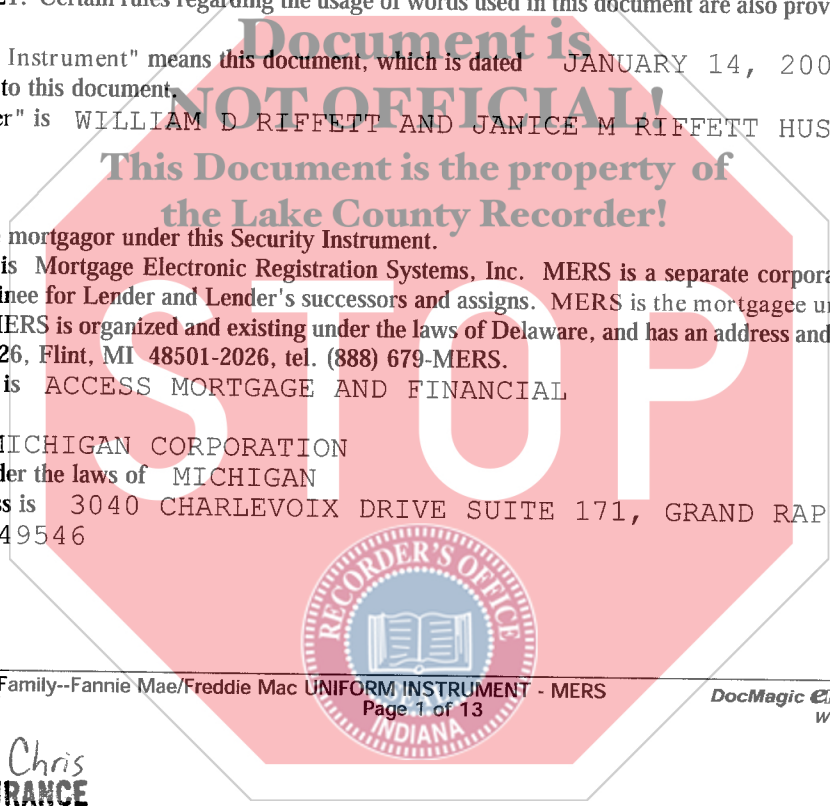 Certain rules regarding the usage of words used in this document are also prov
Document is
Instrument" means this document, which is dated JANUARY 14, 200
to this document.
NOT OFFICIAL!
er" is WILLIAM D RIFFETT AND JANICE M RIFFETT HUS
This Document is the property of
the Lake County Recorder!
mortgagor under this Security Instrument.
is Mortgage Electronic Registration Systems, Inc. MERS is a separate corpora
inee for Lender and Lender's successors and assigns. MERS is the mortgagee un
MERS is organized and existing under the laws of Delaware, and has an address and
26, Flint, MI 48501-2026, tel. (888) 679-MERS.
STOP
is ACCESS MORTGAGE AND FINANCIAL
MICHIGAN CORPORATION
der the laws of MICHIGAN
ss is 3040 CHARLEVOIX DRIVE SUITE 171, GRAND RAP
49546
RECORDER'S OFFICE
Family--Fannie Mae/Freddie Mac UNIFORM INSTRUMENT - MERS
DocMagic
Page 1 of 13
INDIANA
Chris
RANCE